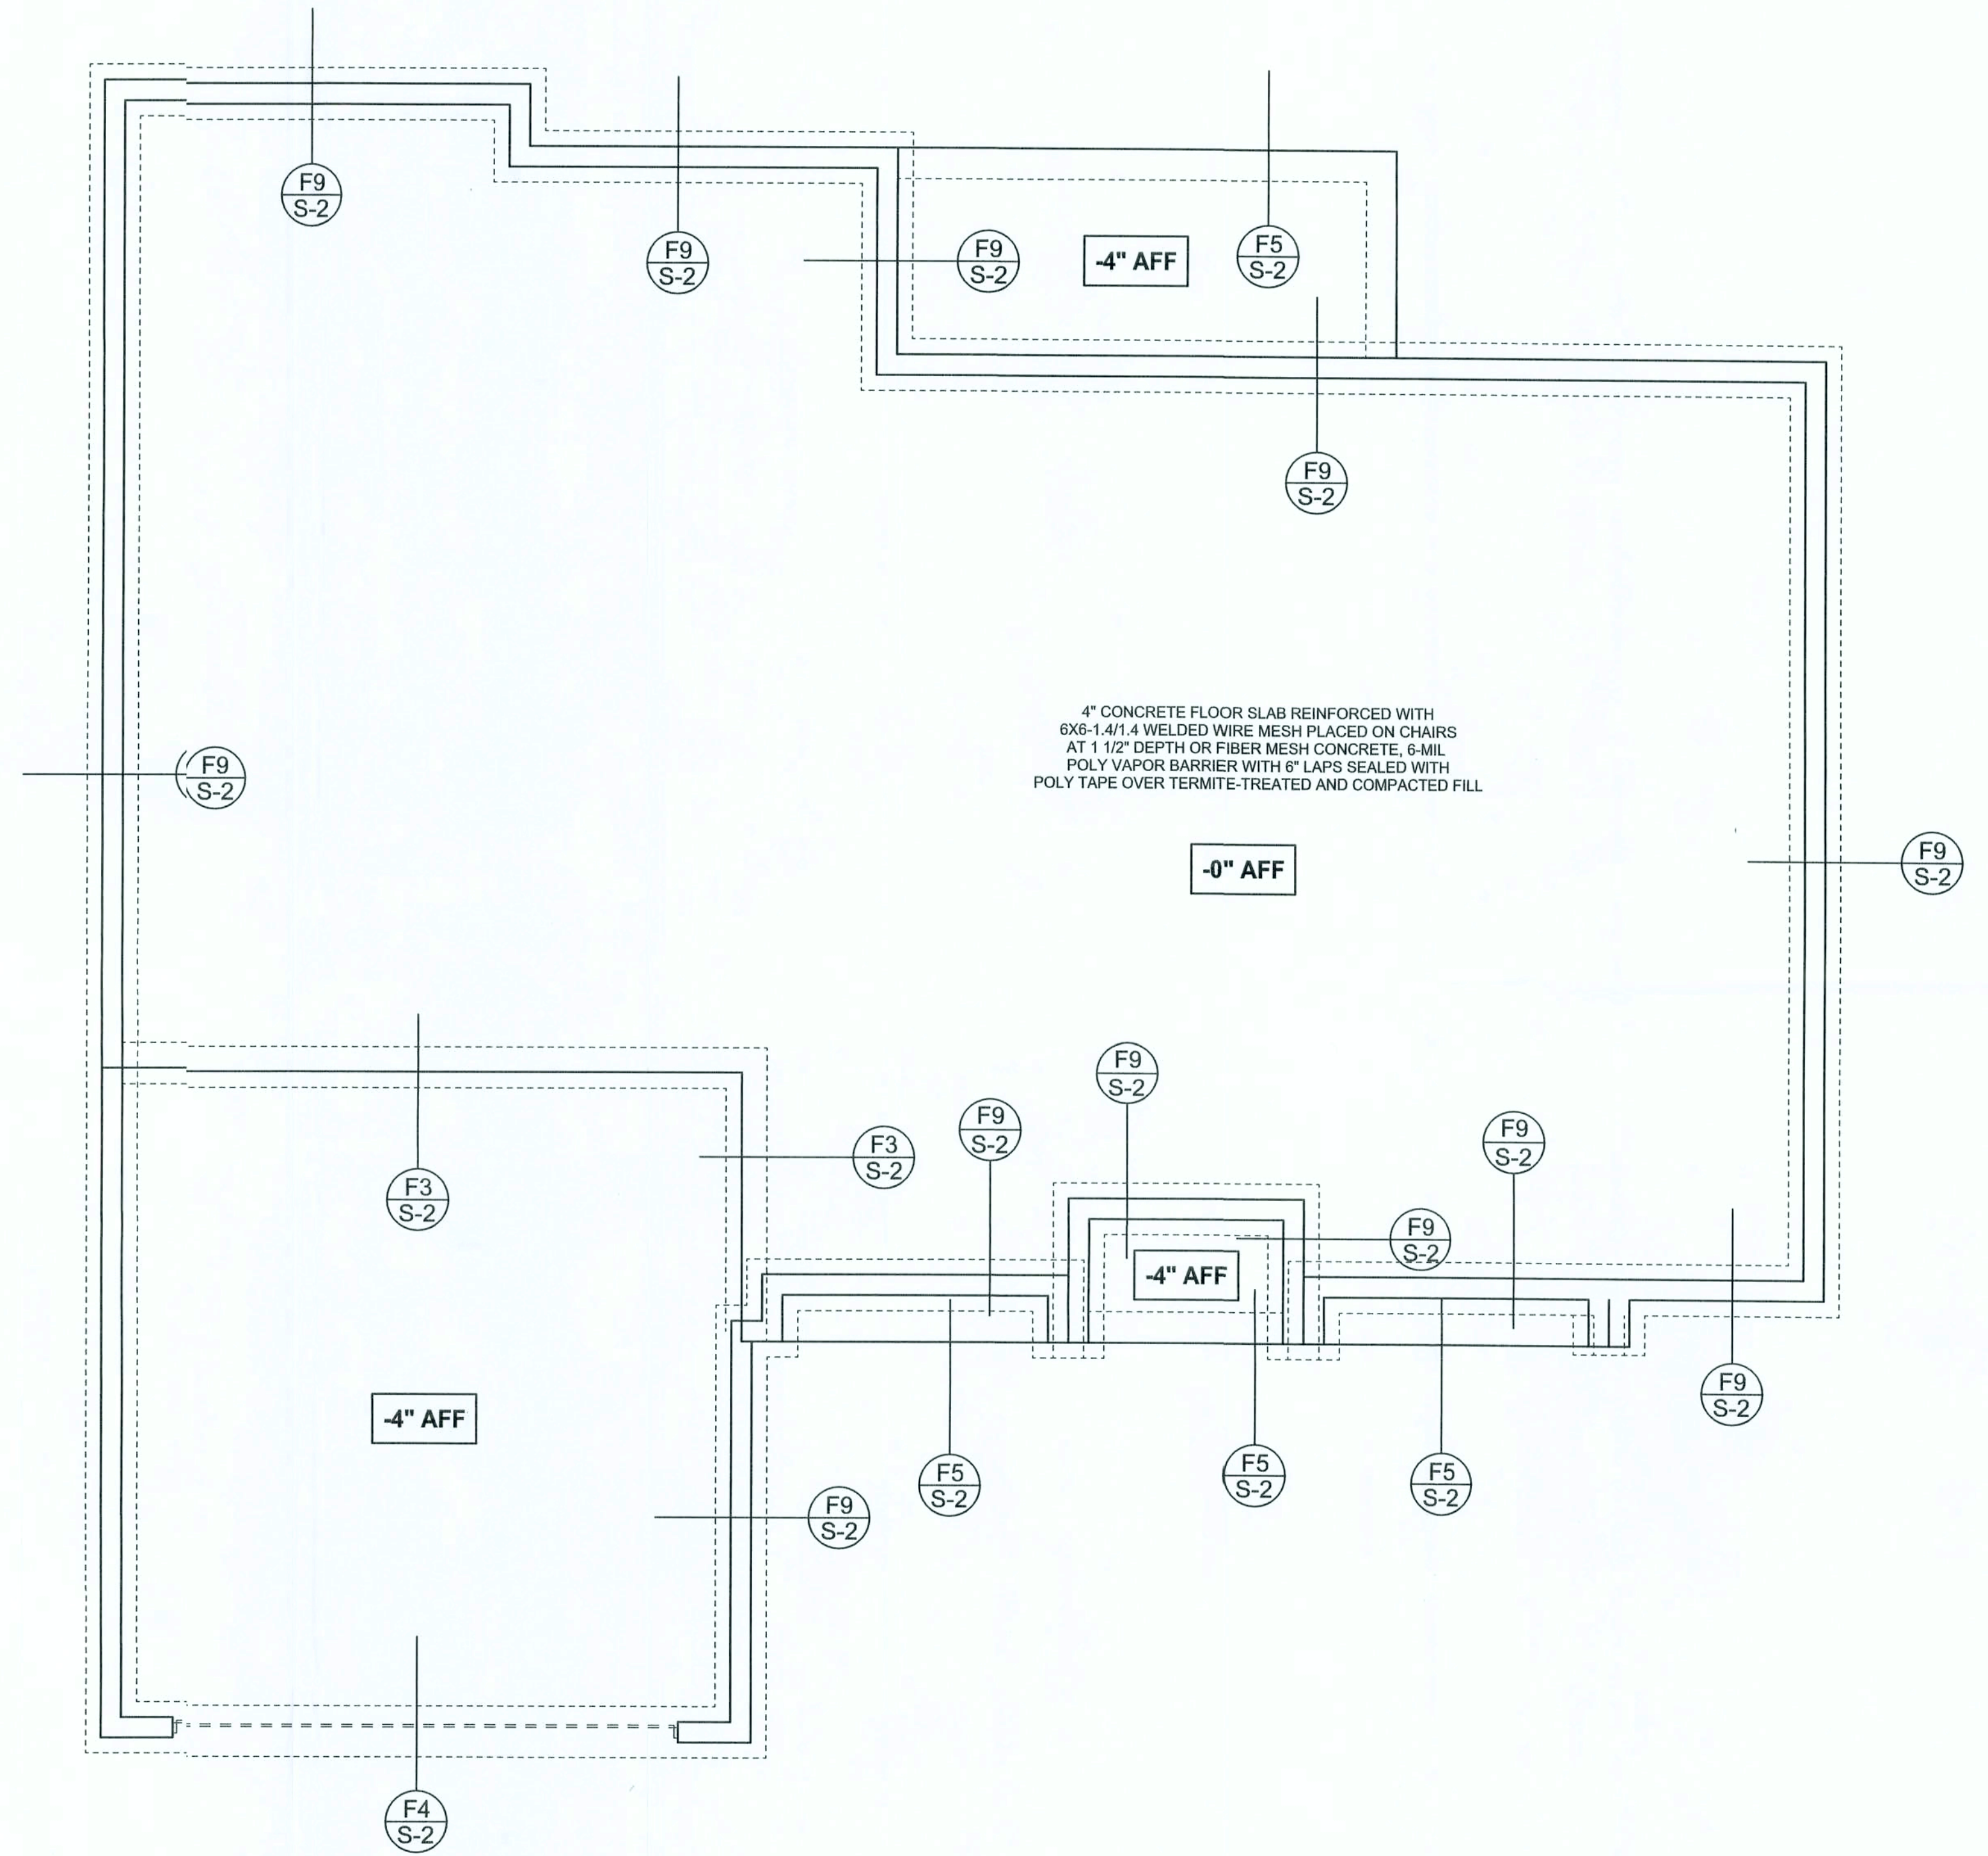 F9
S-2
F9
S-2
F9
S-2
-4" AFF
F5
S-2
F9
S-2
4" CONCRETE FLOOR SLAB REINFORCED WITH
6X6-1.4/1.4 WELDED WIRE MESH PLACED ON CHAIRS
AT 1 1/2" DEPTH OR FIBER MESH CONCRETE, 6-MIL
POLY VAPOR BARRIER WITH 6" LAPS SEALED WITH
POLY TAPE OVER TERMITE-TREATED AND COMPACTED FILL
F9
S-2
-0" AFF
F9
S-2
F9
S-2
F9
S-2
F9
S-2
F3
S-2
F3
S-2
F9
S-2
-4" AFF
F9
S-2
-4" AFF
F5
S-2
F5
S-2
F5
S-2
F9
S-2
F4
S-2